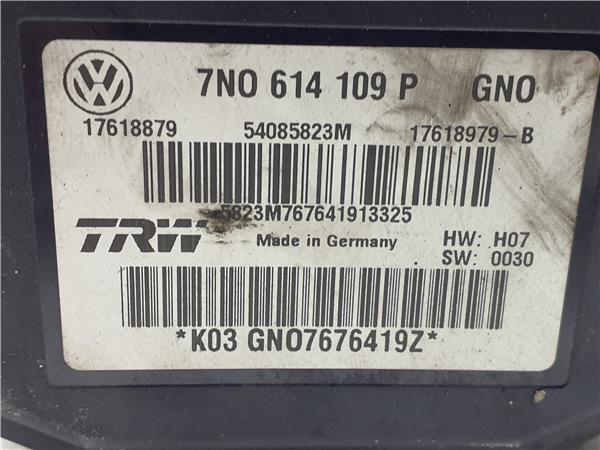 7N0 614 109 P GNO
17618879 54085823M 17618979-B
5823M767641913325
TRW Made in Germany HW: H07
SW: 0030
*K03 GNO7676419Z*